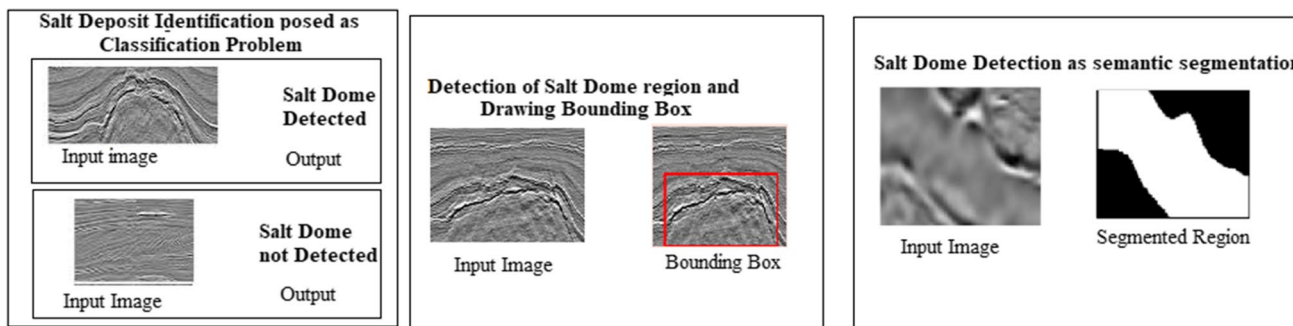 Salt Deposit Identification posed as
Classification Problem
Salt Dome
Detected
Input image
Output
Salt Dome
not Detected
Input Image
Output
Detection of Salt Dome region and
Drawing Bounding Box
Input Image
Bounding Box
Salt Dome Detection as semantic segmentation
Input Image
Segmented Region